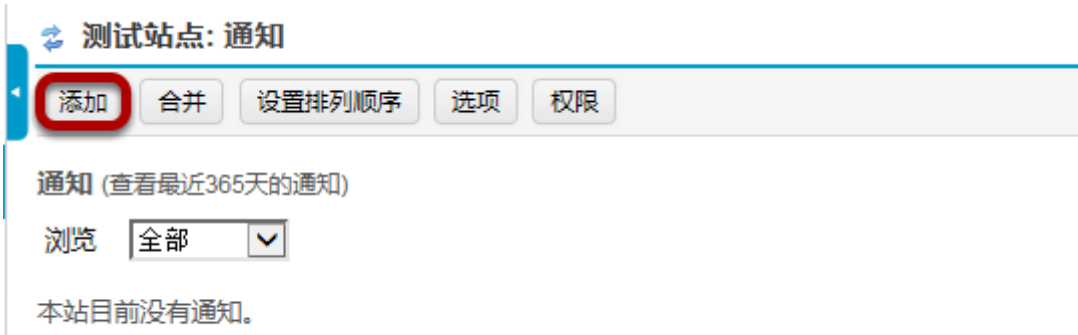 测试站点: 通知
添加 合并 设置排列顺序 选项 权限
通知 (查看最近365天的通知)
浏览 全部
本站目前没有通知。